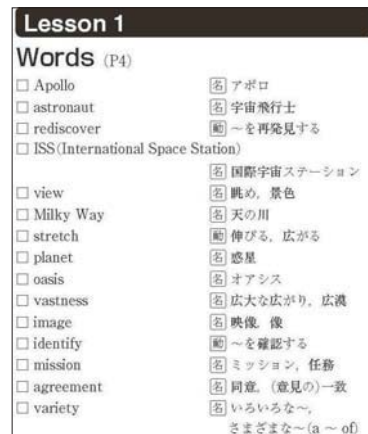 Lesson 1
Words (P4)
□ Apollo 名 アポロ
□ astronaut 名 宇宙飛行士
□ rediscover 動 ～を再発見する
□ ISS(International Space Station)
名 国際宇宙ステーション
□ view 名 眺め，景色
□ Milky Way 名 天の川
□ stretch 動 伸びる，広がる
□ planet 名 惑星
□ oasis 名 オアシス
□ vastness 名 広大な広がり，広漠
□ image 名 映像，像
□ identify 動 ～を確認する
□ mission 名 ミッション，任務
□ agreement 名 同意，（意見の）一致
□ variety 名 いろいろな～，
さまざまな～(a ～ of)